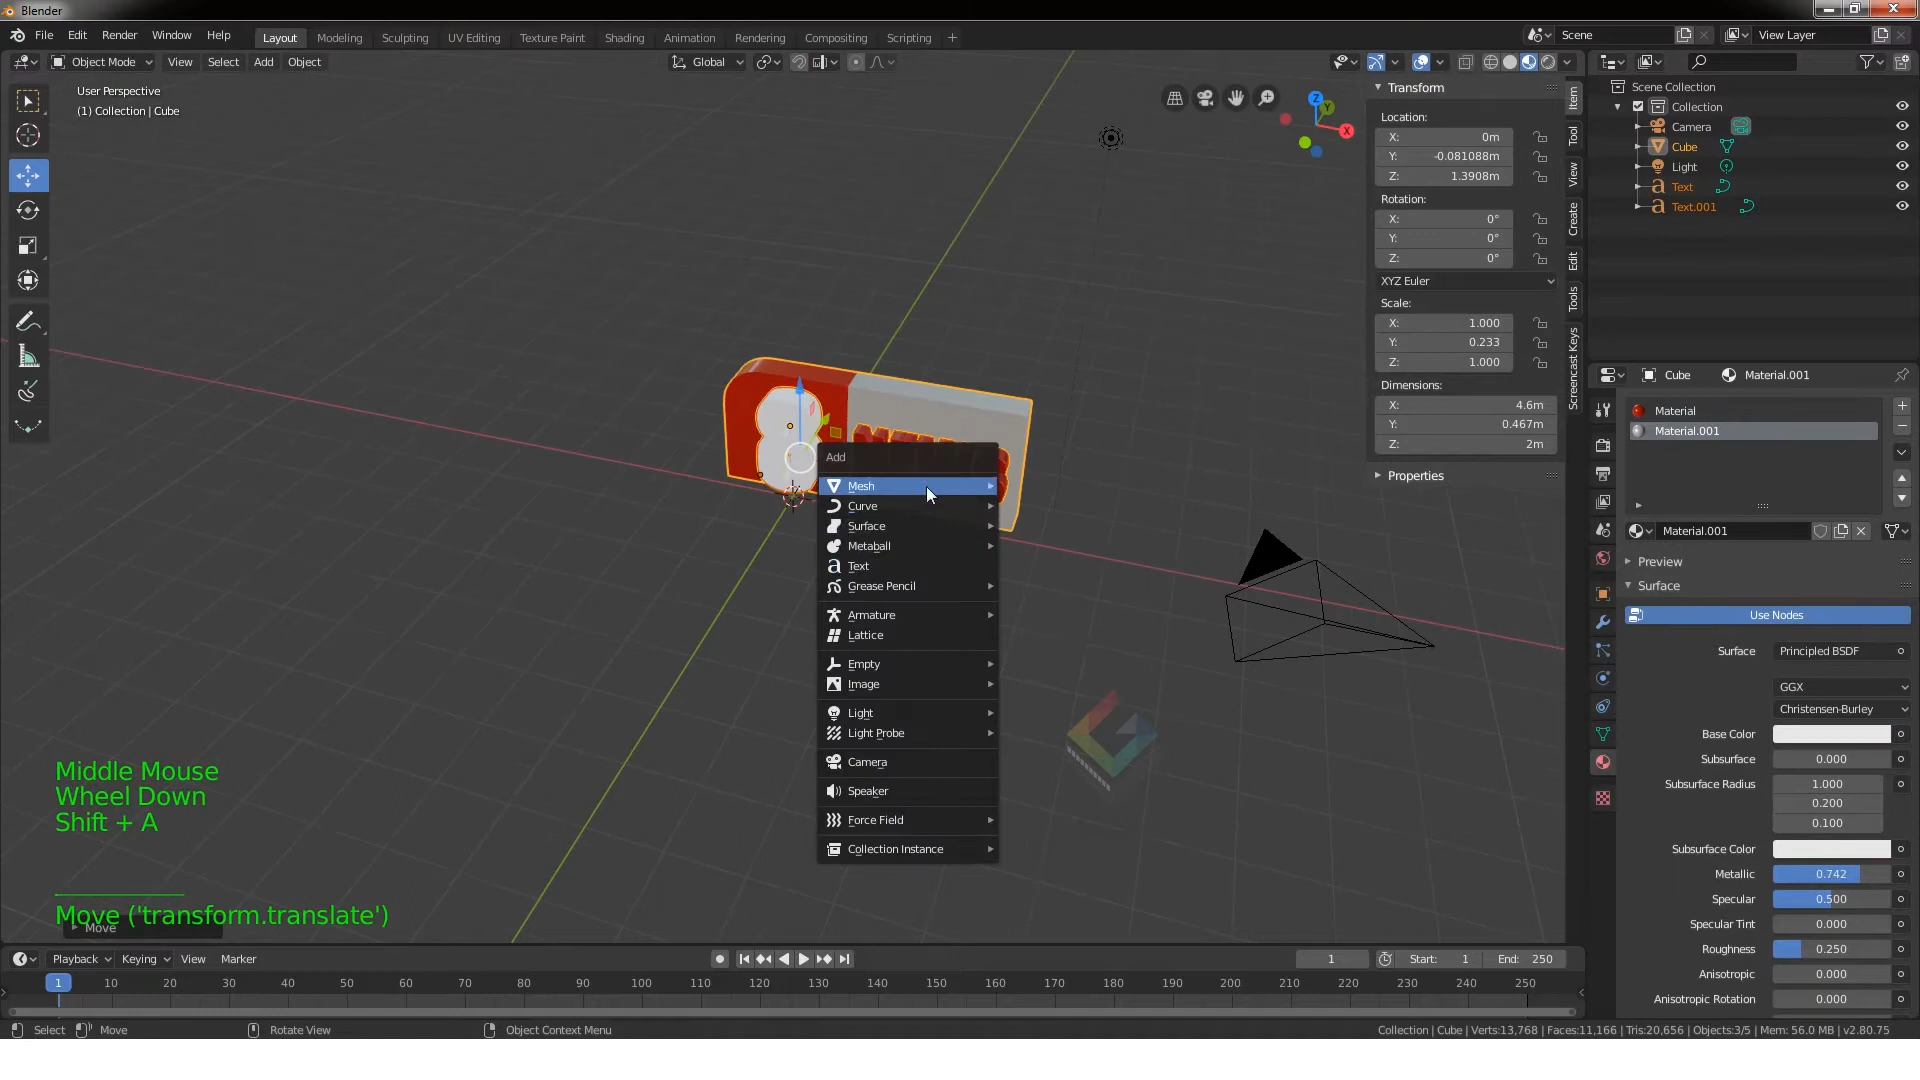 Blender
File Edit Render Window Help
Layout Modeling Sculpting UV Editing Texture Paint Shading Animation Rendering Compositing Scripting +
Scene
View Layer
Object Mode View Select Add Object
Global
User Perspective
(1) Collection | Cube
Z
Y
X
Transform
Location:
X: 0m
Y: -0.081088m
Z: 1.3908m
Rotation:
X: 0°
Y: 0°
Z: 0°
XYZ Euler
Scale:
X: 1.000
Y: 0.233
Z: 1.000
Dimensions:
X: 4.6m
Y: 0.467m
Z: 2m
Properties
Item
Tool
View
Create
Edit
Tools
Screencast Keys
Scene Collection
Collection
Camera
Cube
Light
Text
Text.001
Cube Material.001
Material
Material.001
Material.001
Preview
Surface
Use Nodes
Surface Principled BSDF
GGX
Christensen-Burley
Base Color
Subsurface 0.000
Subsurface Radius 1.000
0.200
0.100
Subsurface Color
Metallic 0.742
Specular 0.500
Specular Tint 0.000
Roughness 0.250
Anisotropic 0.000
Anisotropic Rotation 0.000
Add
Mesh
Curve
Surface
Metaball
Text
Grease Pencil
Armature
Lattice
Empty
Image
Light
Light Probe
Camera
Speaker
Force Field
Collection Instance
Middle Mouse
Wheel Down
Shift + A
Move ('transform.translate')
Move
Playback Keying View Marker
1 Start: 1 End: 250
1 10 20 30 40 50 60 70 80 90 100 110 120 130 140 150 160 170 180 190 200 210 220 230 240 250
Select Move Rotate View Object Context Menu
Collection | Cube | Verts:13,768 | Faces:11,166 | Tris:20,656 | Objects:3/5 | Mem: 56.0 MB | v2.80.75